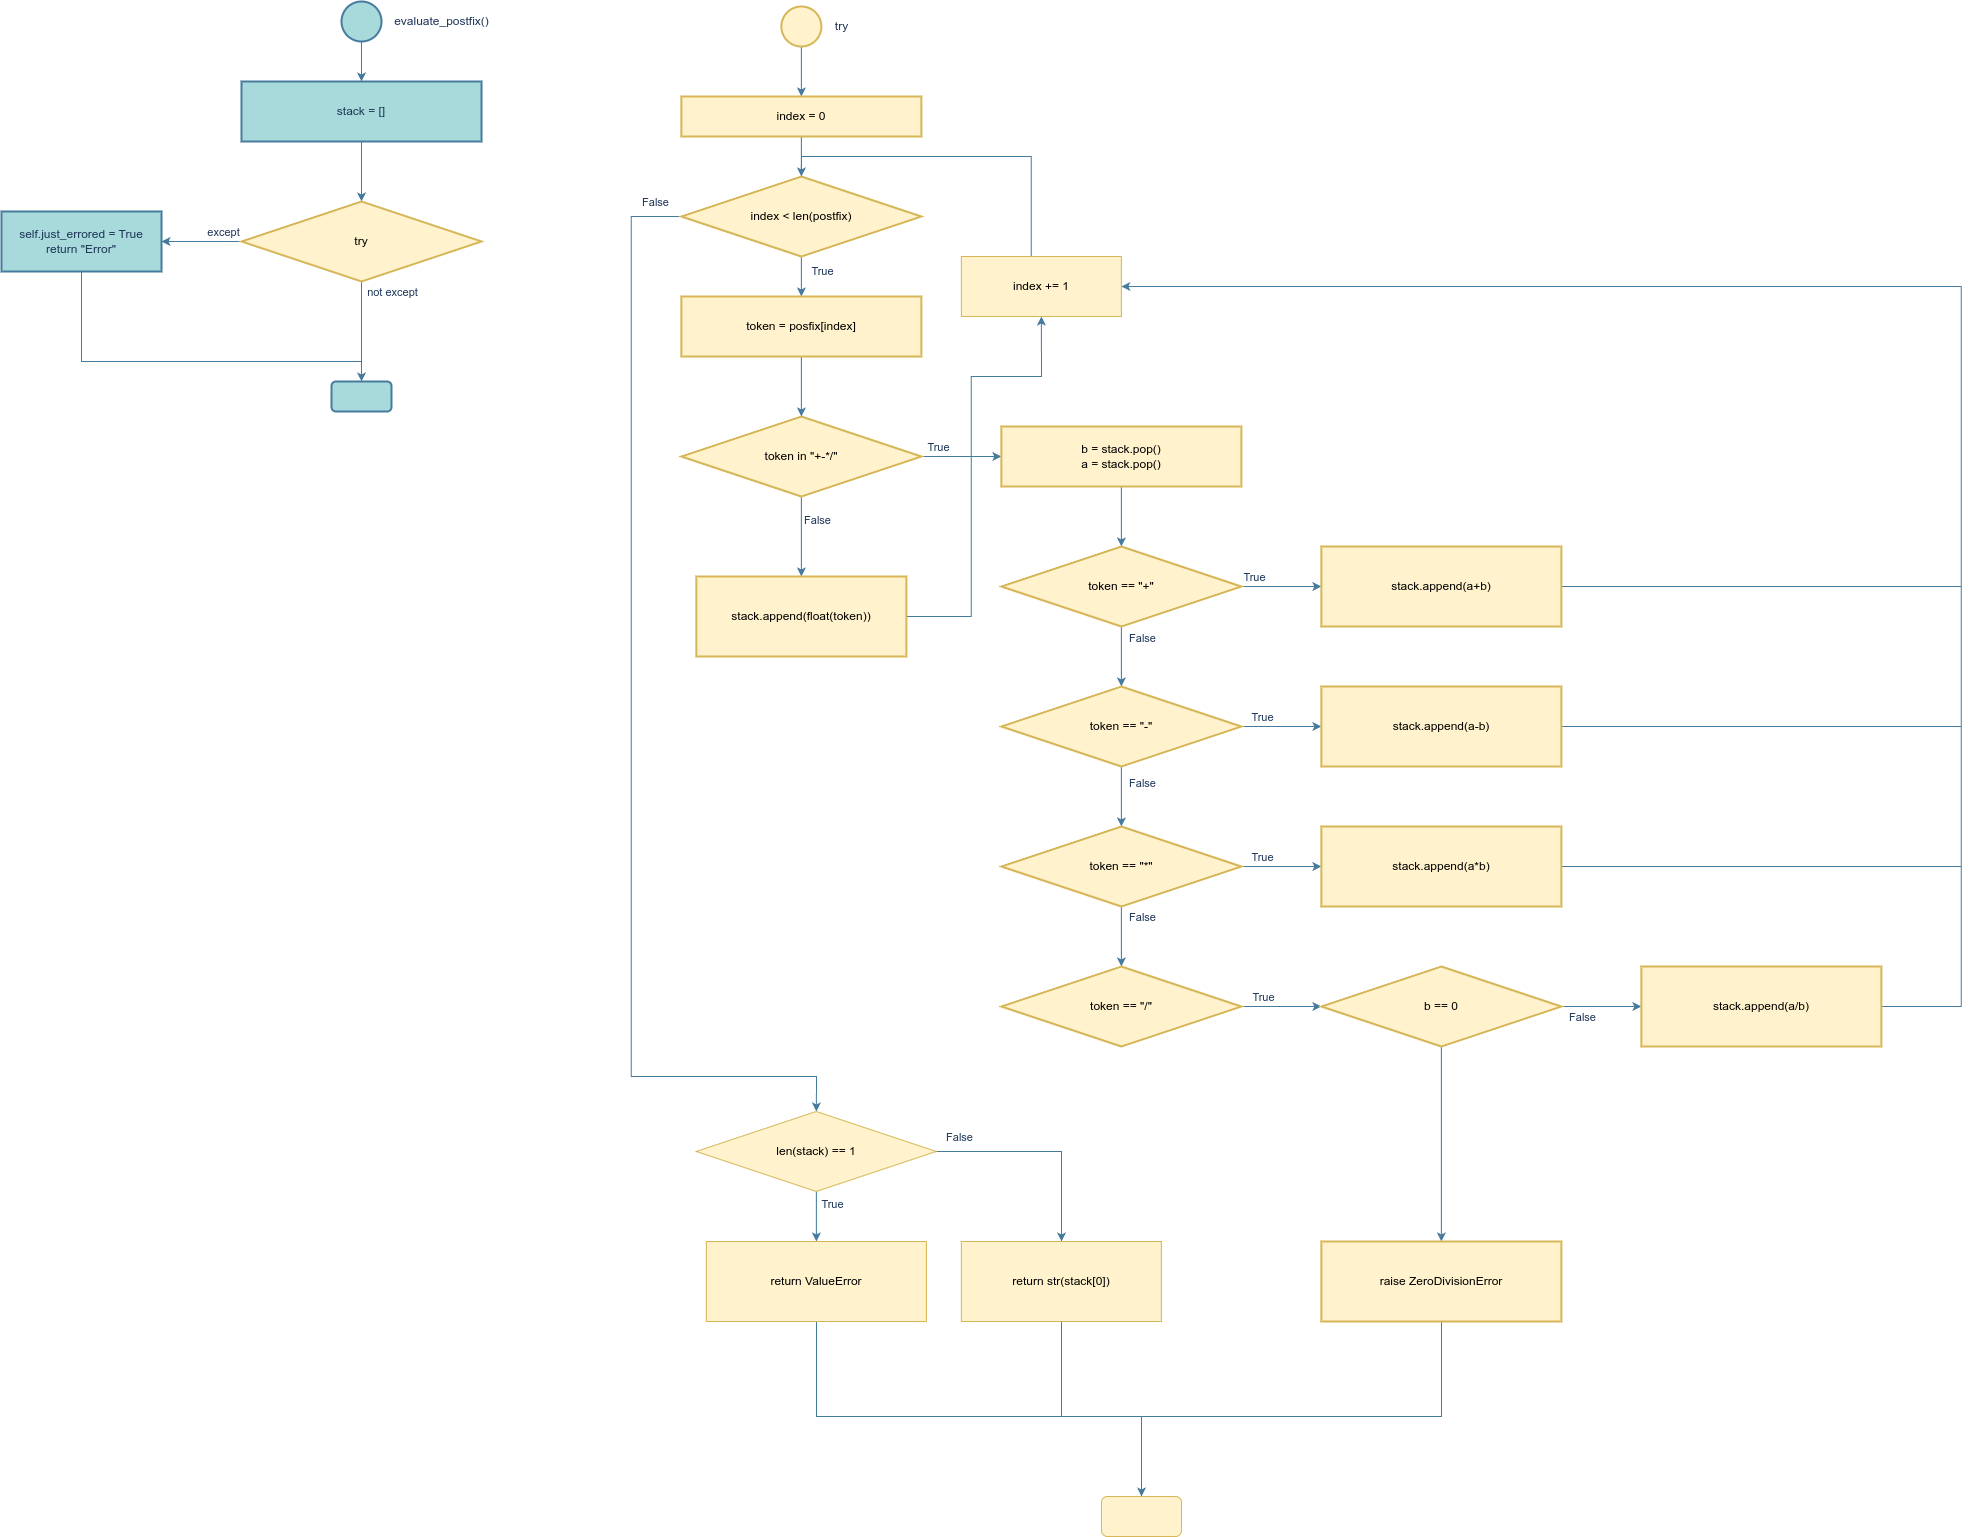 evaluate_postfix()
stack = []
try
except
self.just_errored = True
return "Error"
not except
try
index = 0
index < len(postfix)
False
True
index += 1
token = posfix[index]
token in "+-*/"
True
b = stack.pop()
a = stack.pop()
False
stack.append(float(token))
token == "+"
True
stack.append(a+b)
False
token == "-"
True
stack.append(a-b)
False
token == "*"
True
stack.append(a*b)
False
token == "/"
True
b == 0
False
stack.append(a/b)
len(stack) == 1
False
True
return ValueError
return str(stack[0])
raise ZeroDivisionError